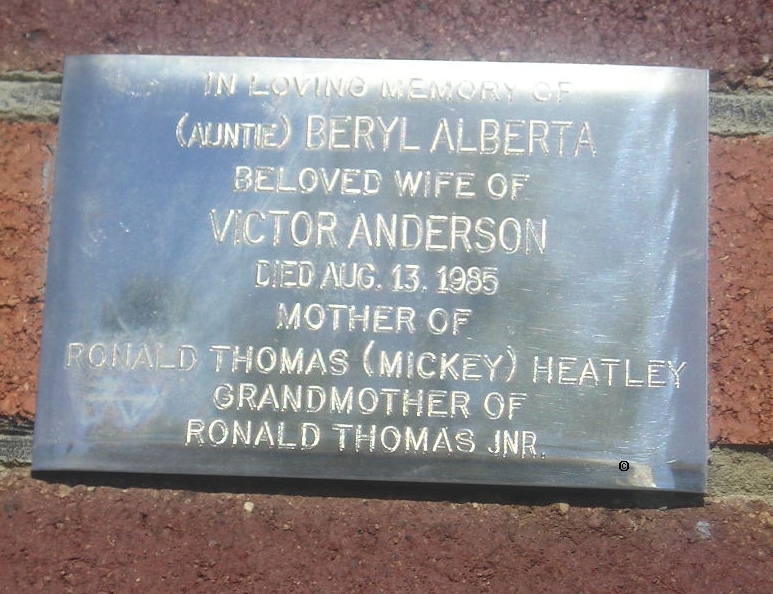 IN LOVING MEMORY OF
(AUNTIE) BERYL ALBERTA
BELOVED WIFE OF
VICTOR ANDERSON
DIED AUG. 13. 1985
MOTHER OF
RONALD THOMAS (MICKEY) HEATLEY
GRANDMOTHER OF
RONALD THOMAS JNR.
©